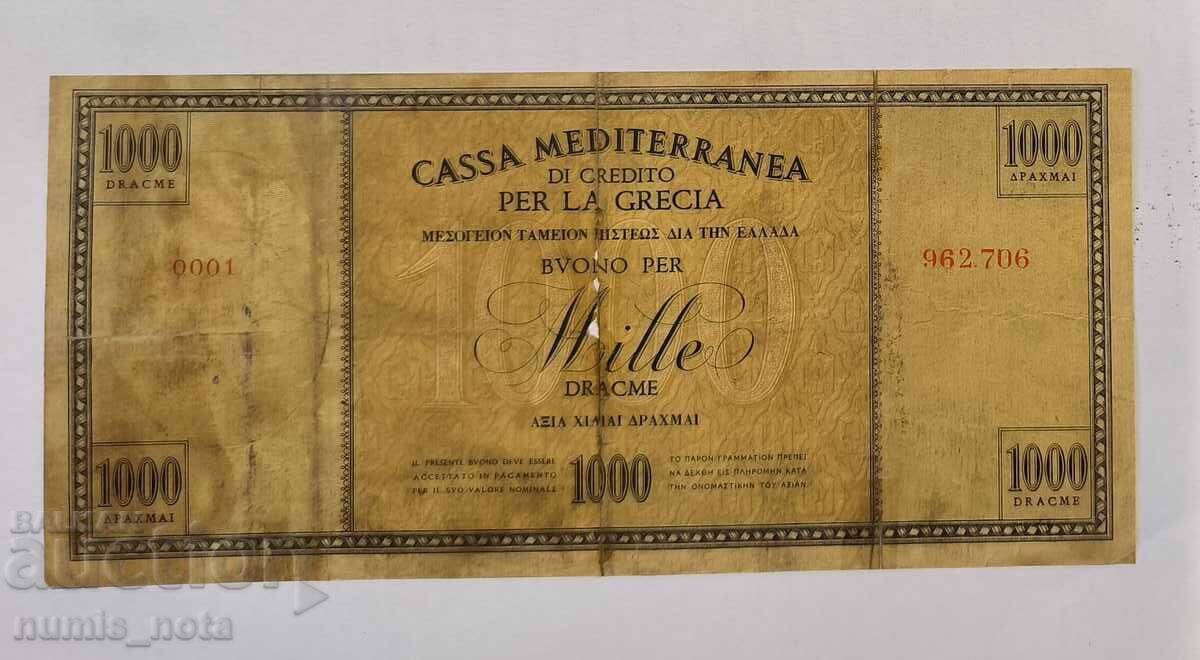 1000
DRACME
1000
ΔΡΑΧΜΑΙ
CASSA MEDITERRANEA
DI CREDITO
PER LA GRECIA
ΜΕΣΟΓΕΙΟΝ ΤΑΜΕΙΟΝ ΠΙΣΤΕΩΣ ΔΙΑ ΤΗΝ ΕΛΛΑΔΑ
0001
BVONO PER
962.706
1000
Mille
DRACME
ΑΞΙΑ ΧΙΛΙΑΙ ΔΡΑΧΜΑΙ
1000
ΔΡΑΧΜΑΙ
IL PRESENTE BVONO DEVE ESSERE
ACCETTATO IN PAGAMENTO
PER IL SVO VALORE NOMINALE
1000
ΤΟ ΠΑΡΟΝ ΓΡΑΜΜΑΤΙΟΝ ΠΡΕΠΕΙ
ΝΑ ΔΕΧΘΗ ΕΙΣ ΠΛΗΡΟΜΗΝ ΚΑΤΑ
ΤΗΝ ΟΝΟΜΑΣΤΙΚΗΝ ΤΟΥ ΑΞΙΑΝ
1000
DRACME
auction
numis_nota